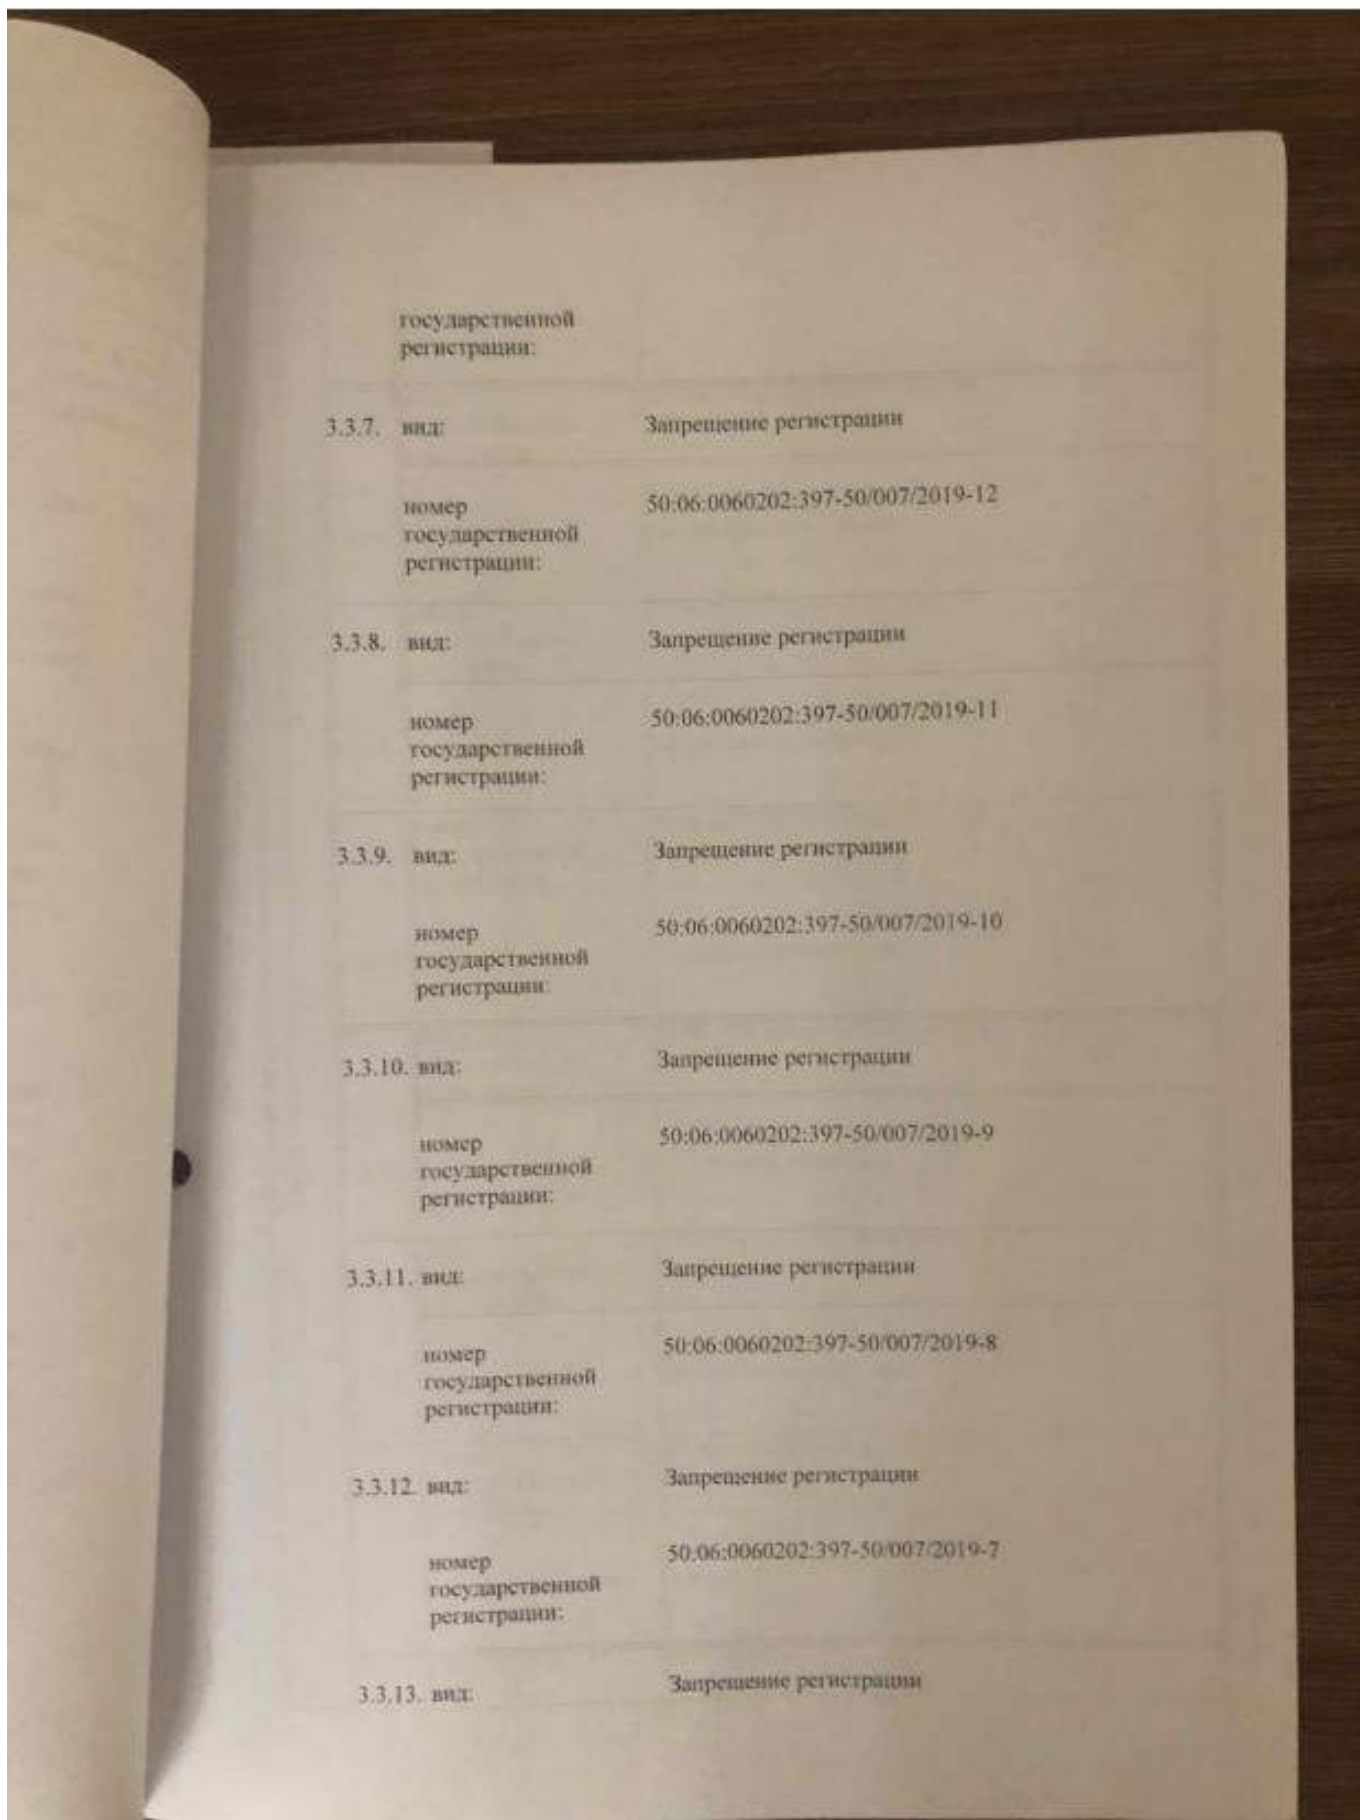 государственной
регистрации:
3.3.7. вид: Запрещение регистрации
номер 50:06:0060202:397-50/007/2019-12
государственной
регистрации:
3.3.8. вид: Запрещение регистрации
номер 50:06:0060202:397-50/007/2019-11
государственной
регистрации:
3.3.9. вид: Запрещение регистрации
номер 50:06:0060202:397-50/007/2019-10
государственной
регистрации:
3.3.10. вид: Запрещение регистрации
номер 50:06:0060202:397-50/007/2019-9
государственной
регистрации:
3.3.11. вид: Запрещение регистрации
номер 50:06:0060202:397-50/007/2019-8
государственной
регистрации:
3.3.12. вид: Запрещение регистрации
номер 50:06:0060202:397-50/007/2019-7
государственной
регистрации:
3.3.13. вид: Запрещение регистрации